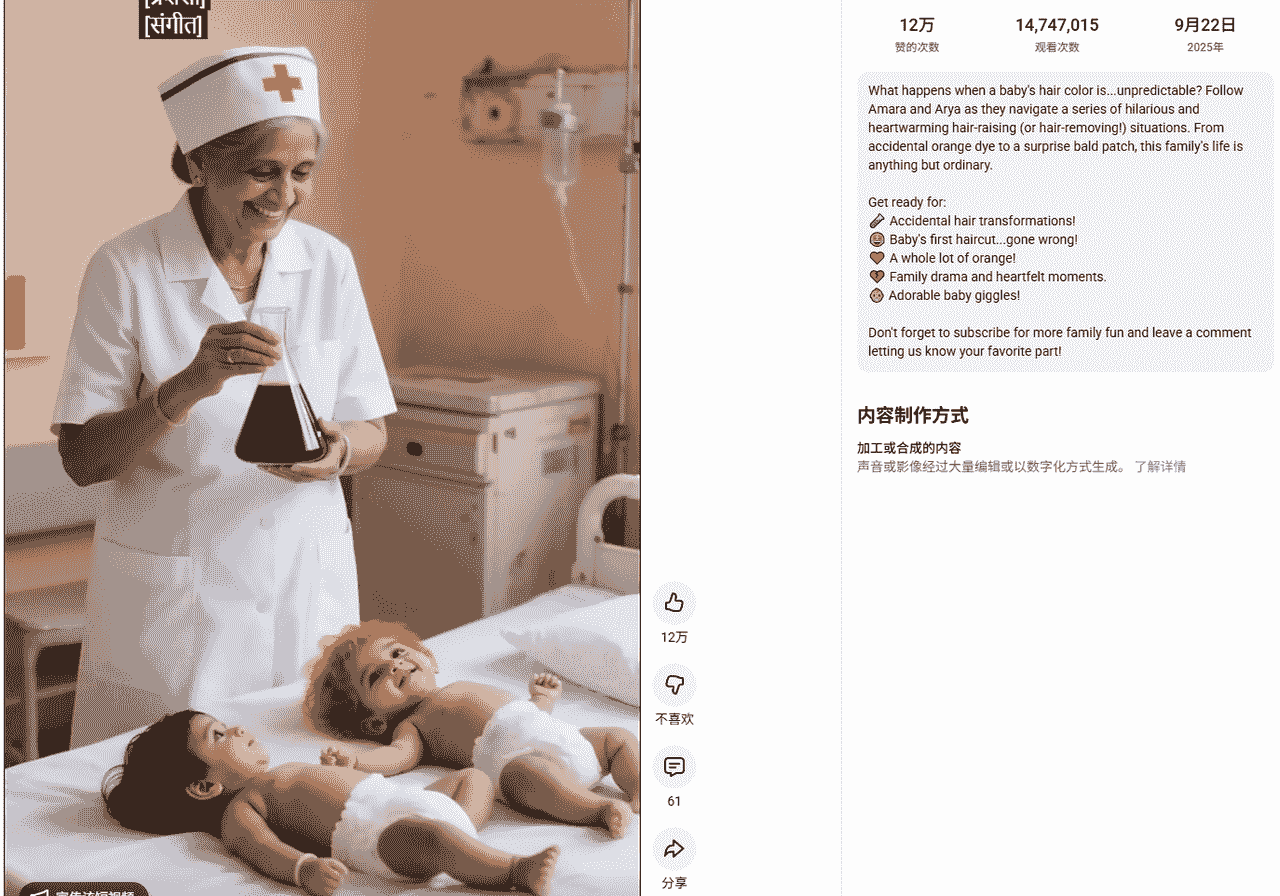 [प्रशंसा]
[संगीत]
12万
赞的次数
14,747,015
观看次数
9月22日
2025年
What happens when a baby's hair color is...unpredictable? Follow
Amara and Arya as they navigate a series of hilarious and
heartwarming hair-raising (or hair-removing!) situations. From
accidental orange dye to a surprise bald patch, this family's life is
anything but ordinary.
Get ready for:
Accidental hair transformations!
Baby's first haircut...gone wrong!
A whole lot of orange!
Family drama and heartfelt moments.
Adorable baby giggles!
Don't forget to subscribe for more family fun and leave a comment
letting us know your favorite part!
内容制作方式
加工或合成的内容
声音或影像经过大量编辑或以数字化方式生成。 了解详情
12万
不喜欢
61
分享